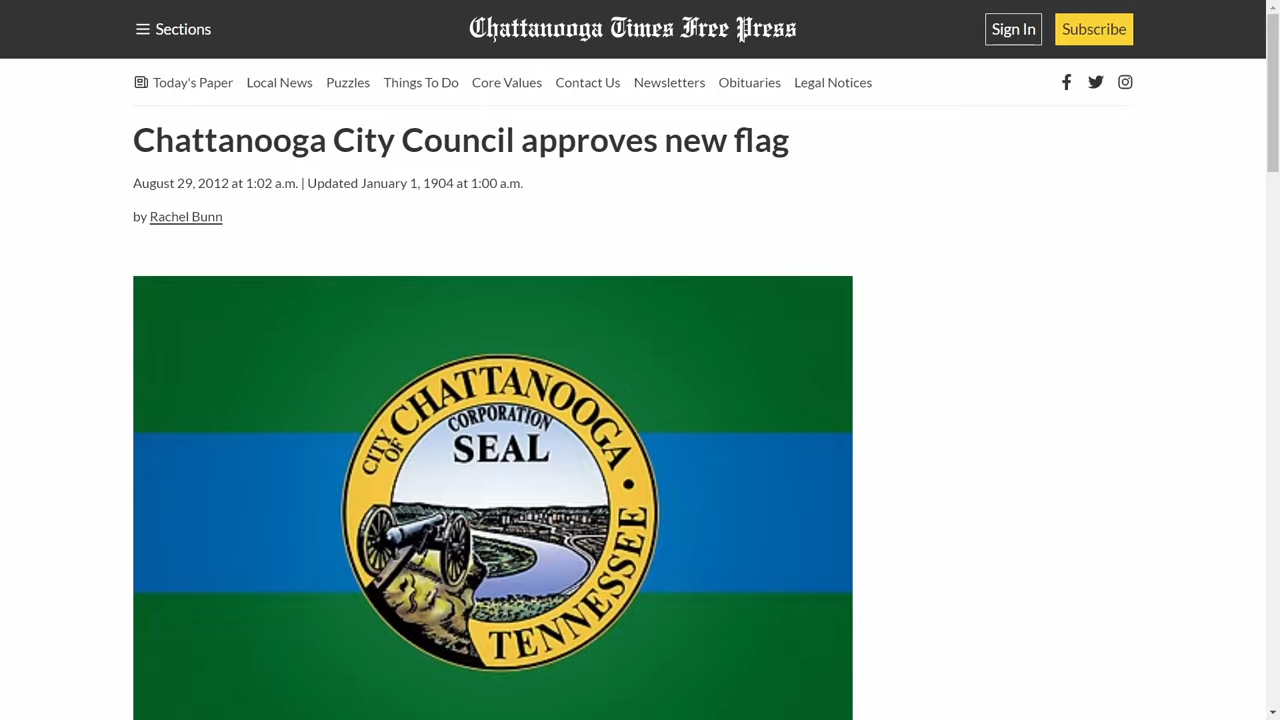 Sections
Chattanooga Times Free Press
Sign In
Subscribe
Today's Paper Local News Puzzles Things To Do Core Values Contact Us Newsletters Obituaries Legal Notices
Chattanooga City Council approves new flag
August 29, 2012 at 1:02 a.m. | Updated January 1, 1904 at 1:00 a.m.
by Rachel Bunn
CITY OF CHATTANOOGA • TENNESSEE
CORPORATION
SEAL